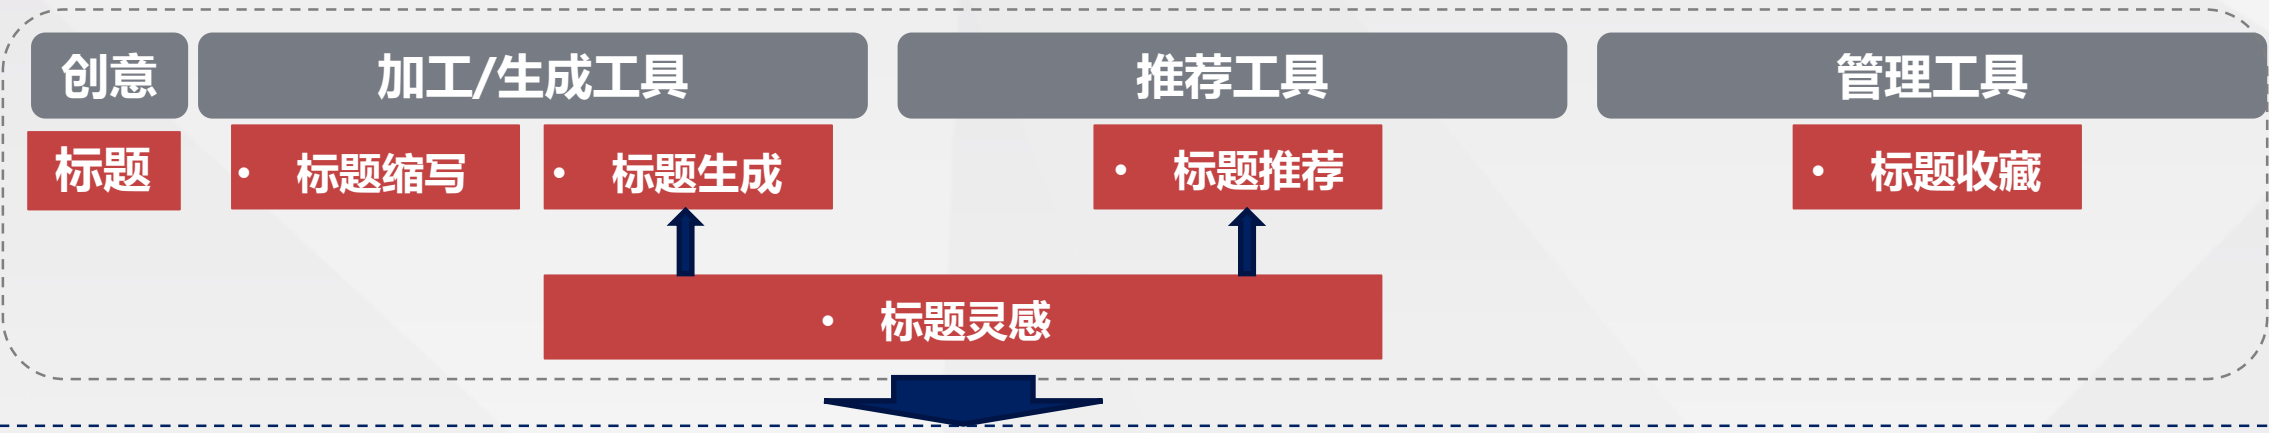 创意 加工/生成工具 推荐工具 管理工具
标题 • 标题缩写 • 标题生成 • 标题推荐 • 标题收藏
• 标题灵感